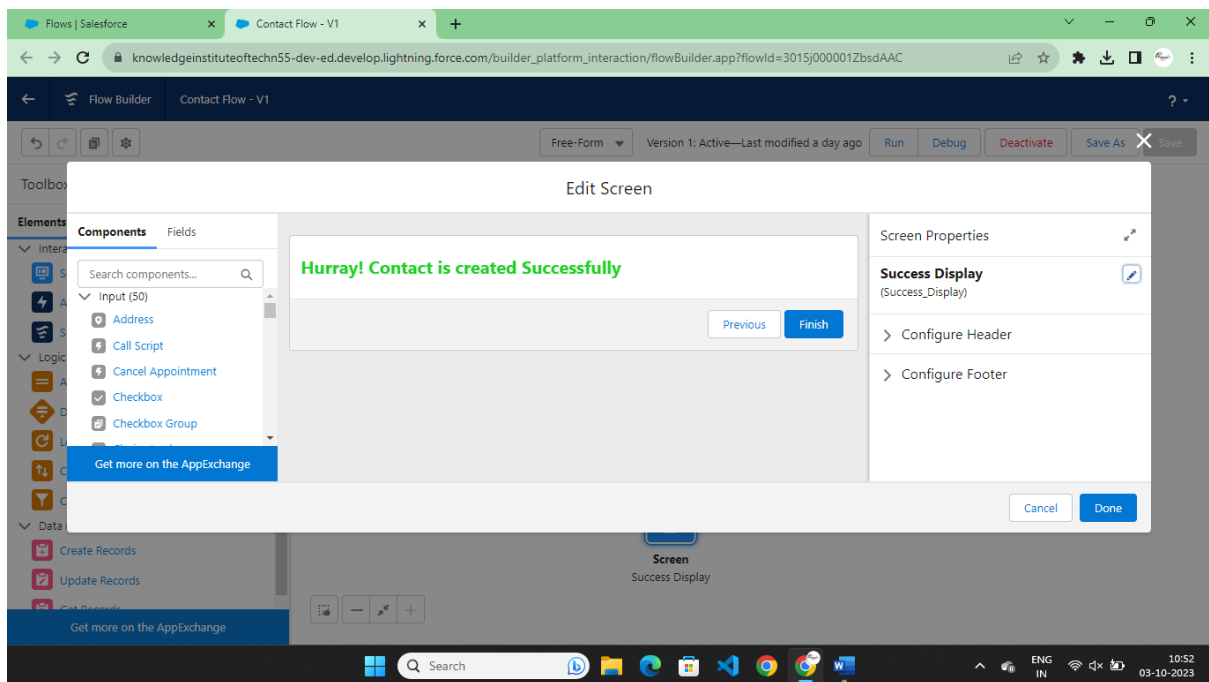 Flows | Salesforce
Contact Flow - V1
knowledgeinstituteoftechn55-dev-ed.develop.lightning.force.com/builder_platform_interaction/flowBuilder.app?flowId=3015j000001ZbsdAAC
Flow Builder
Contact Flow - V1
?
Free-Form
Version 1: Active—Last modified a day ago
Run
Debug
Deactivate
Save As
Save
Toolbox
Edit Screen
Elements
Components
Fields
Search components...
Input (50)
Address
Call Script
Cancel Appointment
Checkbox
Checkbox Group
Get more on the AppExchange
Hurray! Contact is created Successfully
Previous
Finish
Screen Properties
Success Display
(Success_Display)
Configure Header
Configure Footer
Cancel
Done
Intera
Logic
Data
Create Records
Update Records
Get Records
Get more on the AppExchange
Screen
Success Display
Search
ENG
IN
10:52
03-10-2023